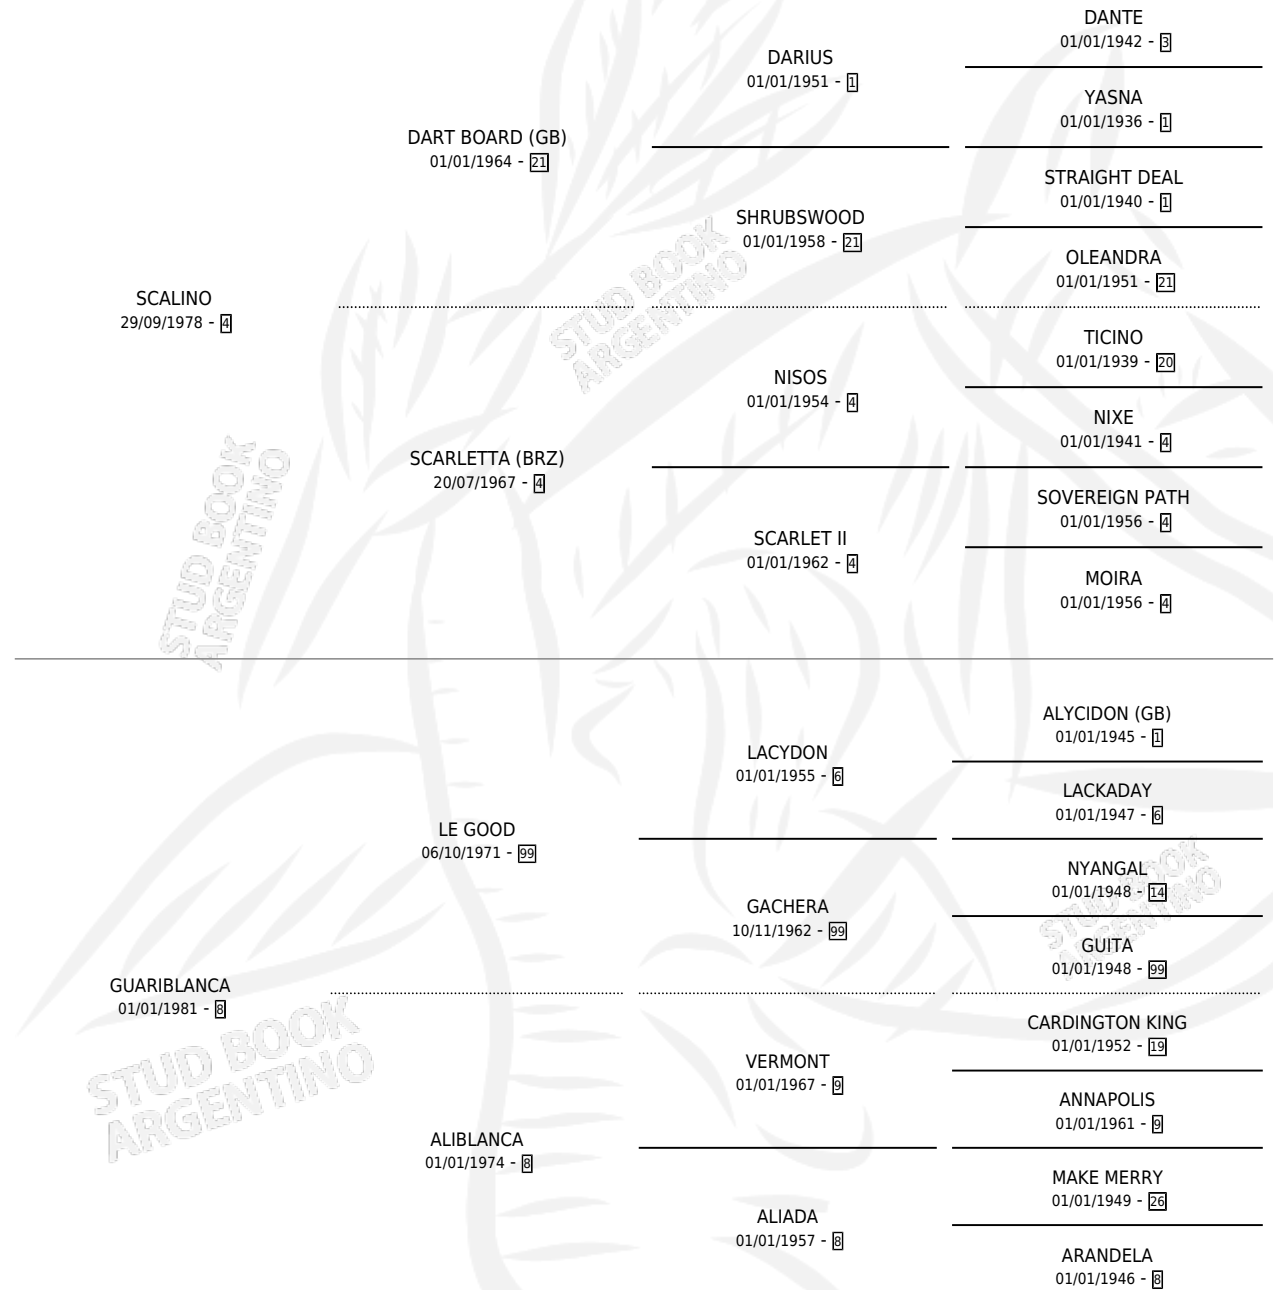 DANTE
01/01/1942 - 3
DARIUS
01/01/1951 - 1
YASNA
01/01/1936 - 1
DART BOARD (GB)
01/01/1964 - 21
STRAIGHT DEAL
01/01/1940 - 1
SHRUBSWOOD
01/01/1958 - 21
OLEANDRA
01/01/1951 - 21
SCALINO
29/09/1978 - 4
STUD BOOK
ARGENTINO
TICINO
01/01/1939 - 20
NISOS
01/01/1954 - 4
NIXE
01/01/1941 - 4
SCARLETTA (BRZ)
20/07/1967 - 4
SOVEREIGN PATH
01/01/1956 - 4
SCARLET II
01/01/1962 - 4
MOIRA
01/01/1956 - 4
STUD BOOK
ARGENTINO
ALYCIDON (GB)
01/01/1945 - 1
LACYDON
01/01/1955 - 6
LACKADAY
01/01/1947 - 6
LE GOOD
06/10/1971 - 99
NYANGAL
01/01/1948 - 14
GACHERA
10/11/1962 - 99
GUITA
01/01/1948 - 99
STUD BOOK
ARGENTINO
GUARIBLANCA
01/01/1981 - 8
CARDINGTON KING
01/01/1952 - 19
VERMONT
01/01/1967 - 9
ANNAPOLIS
01/01/1961 - 9
STUD BOOK
ARGENTINO
ALIBLANCA
01/01/1974 - 8
MAKE MERRY
01/01/1949 - 26
ALIADA
01/01/1957 - 8
ARANDELA
01/01/1946 - 8